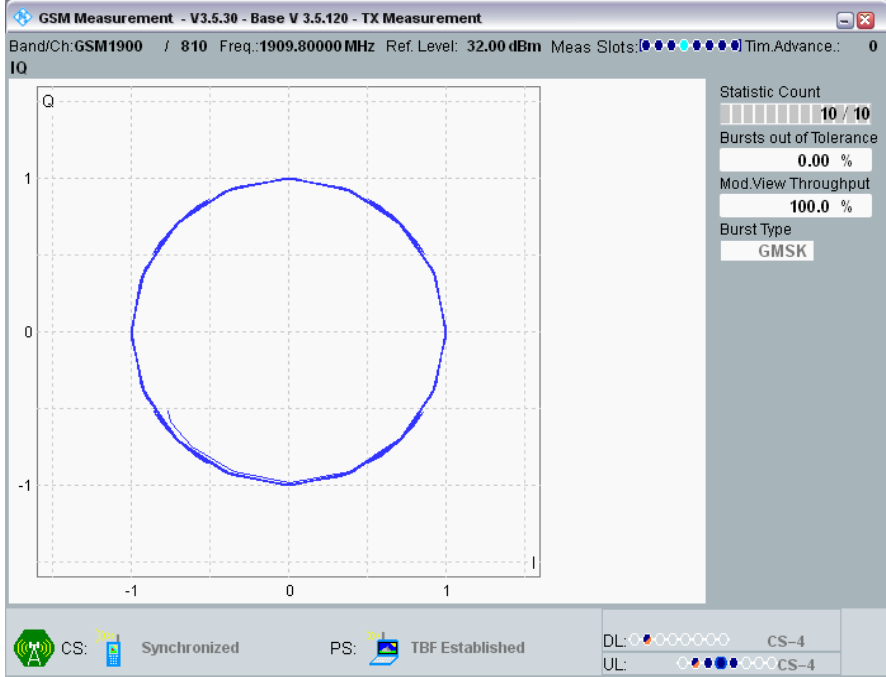 GSM Measurement - V3.5.30 - Base V 3.5.120 - TX Measurement
Band/Ch:GSM1900 / 810 Freq.:1909.80000 MHz Ref. Level: 32.00 dBm Meas Slots:[ ] Tim.Advance.: 0
IQ
Q
1
0
-1
I
-1 0 1
Statistic Count
10 / 10
Bursts out of Tolerance
0.00 %
Mod.View Throughput
100.0 %
Burst Type
GMSK
CS: Synchronized
PS: TBF Established
DL: CS-4
UL: CS-4